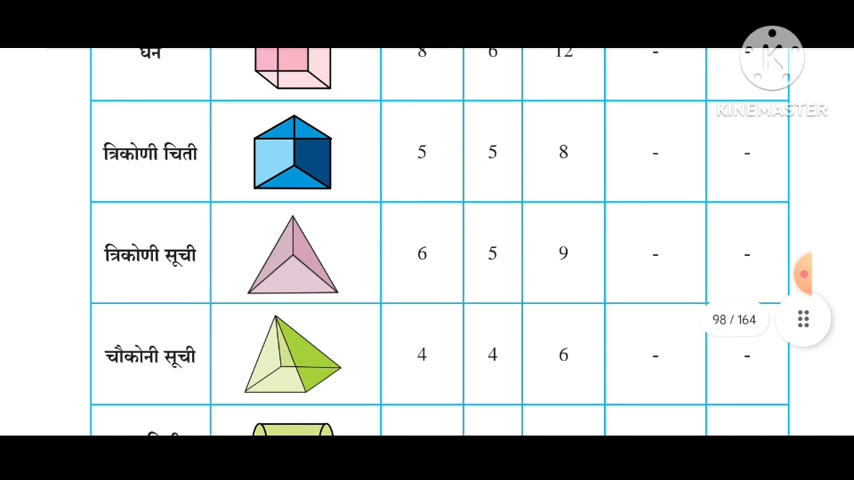 घन 8 6 12 - -
KINEMASTER
त्रिकोणी चिती 5 5 8 - -
त्रिकोणी सूची 6 5 9 - -
98 / 164
चौकोनी सूची 4 4 6 - -